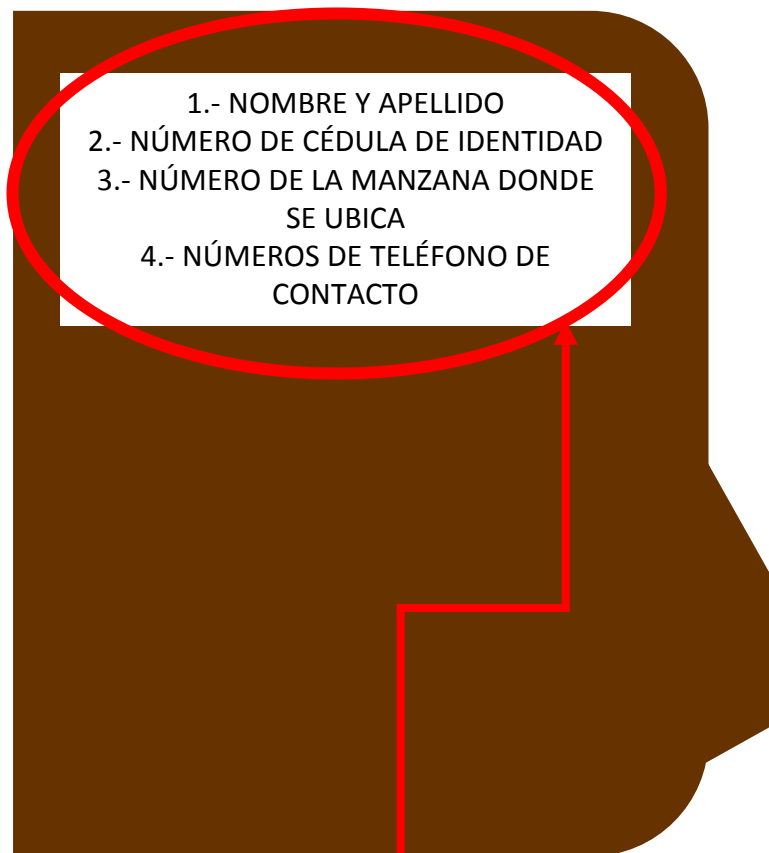 1.- NOMBRE Y APELLIDO
2.- NÚMERO DE CÉDULA DE IDENTIDAD
3.- NÚMERO DE LA MANZANA DONDE
SE UBICA
4.- NÚMEROS DE TELÉFONO DE
CONTACTO